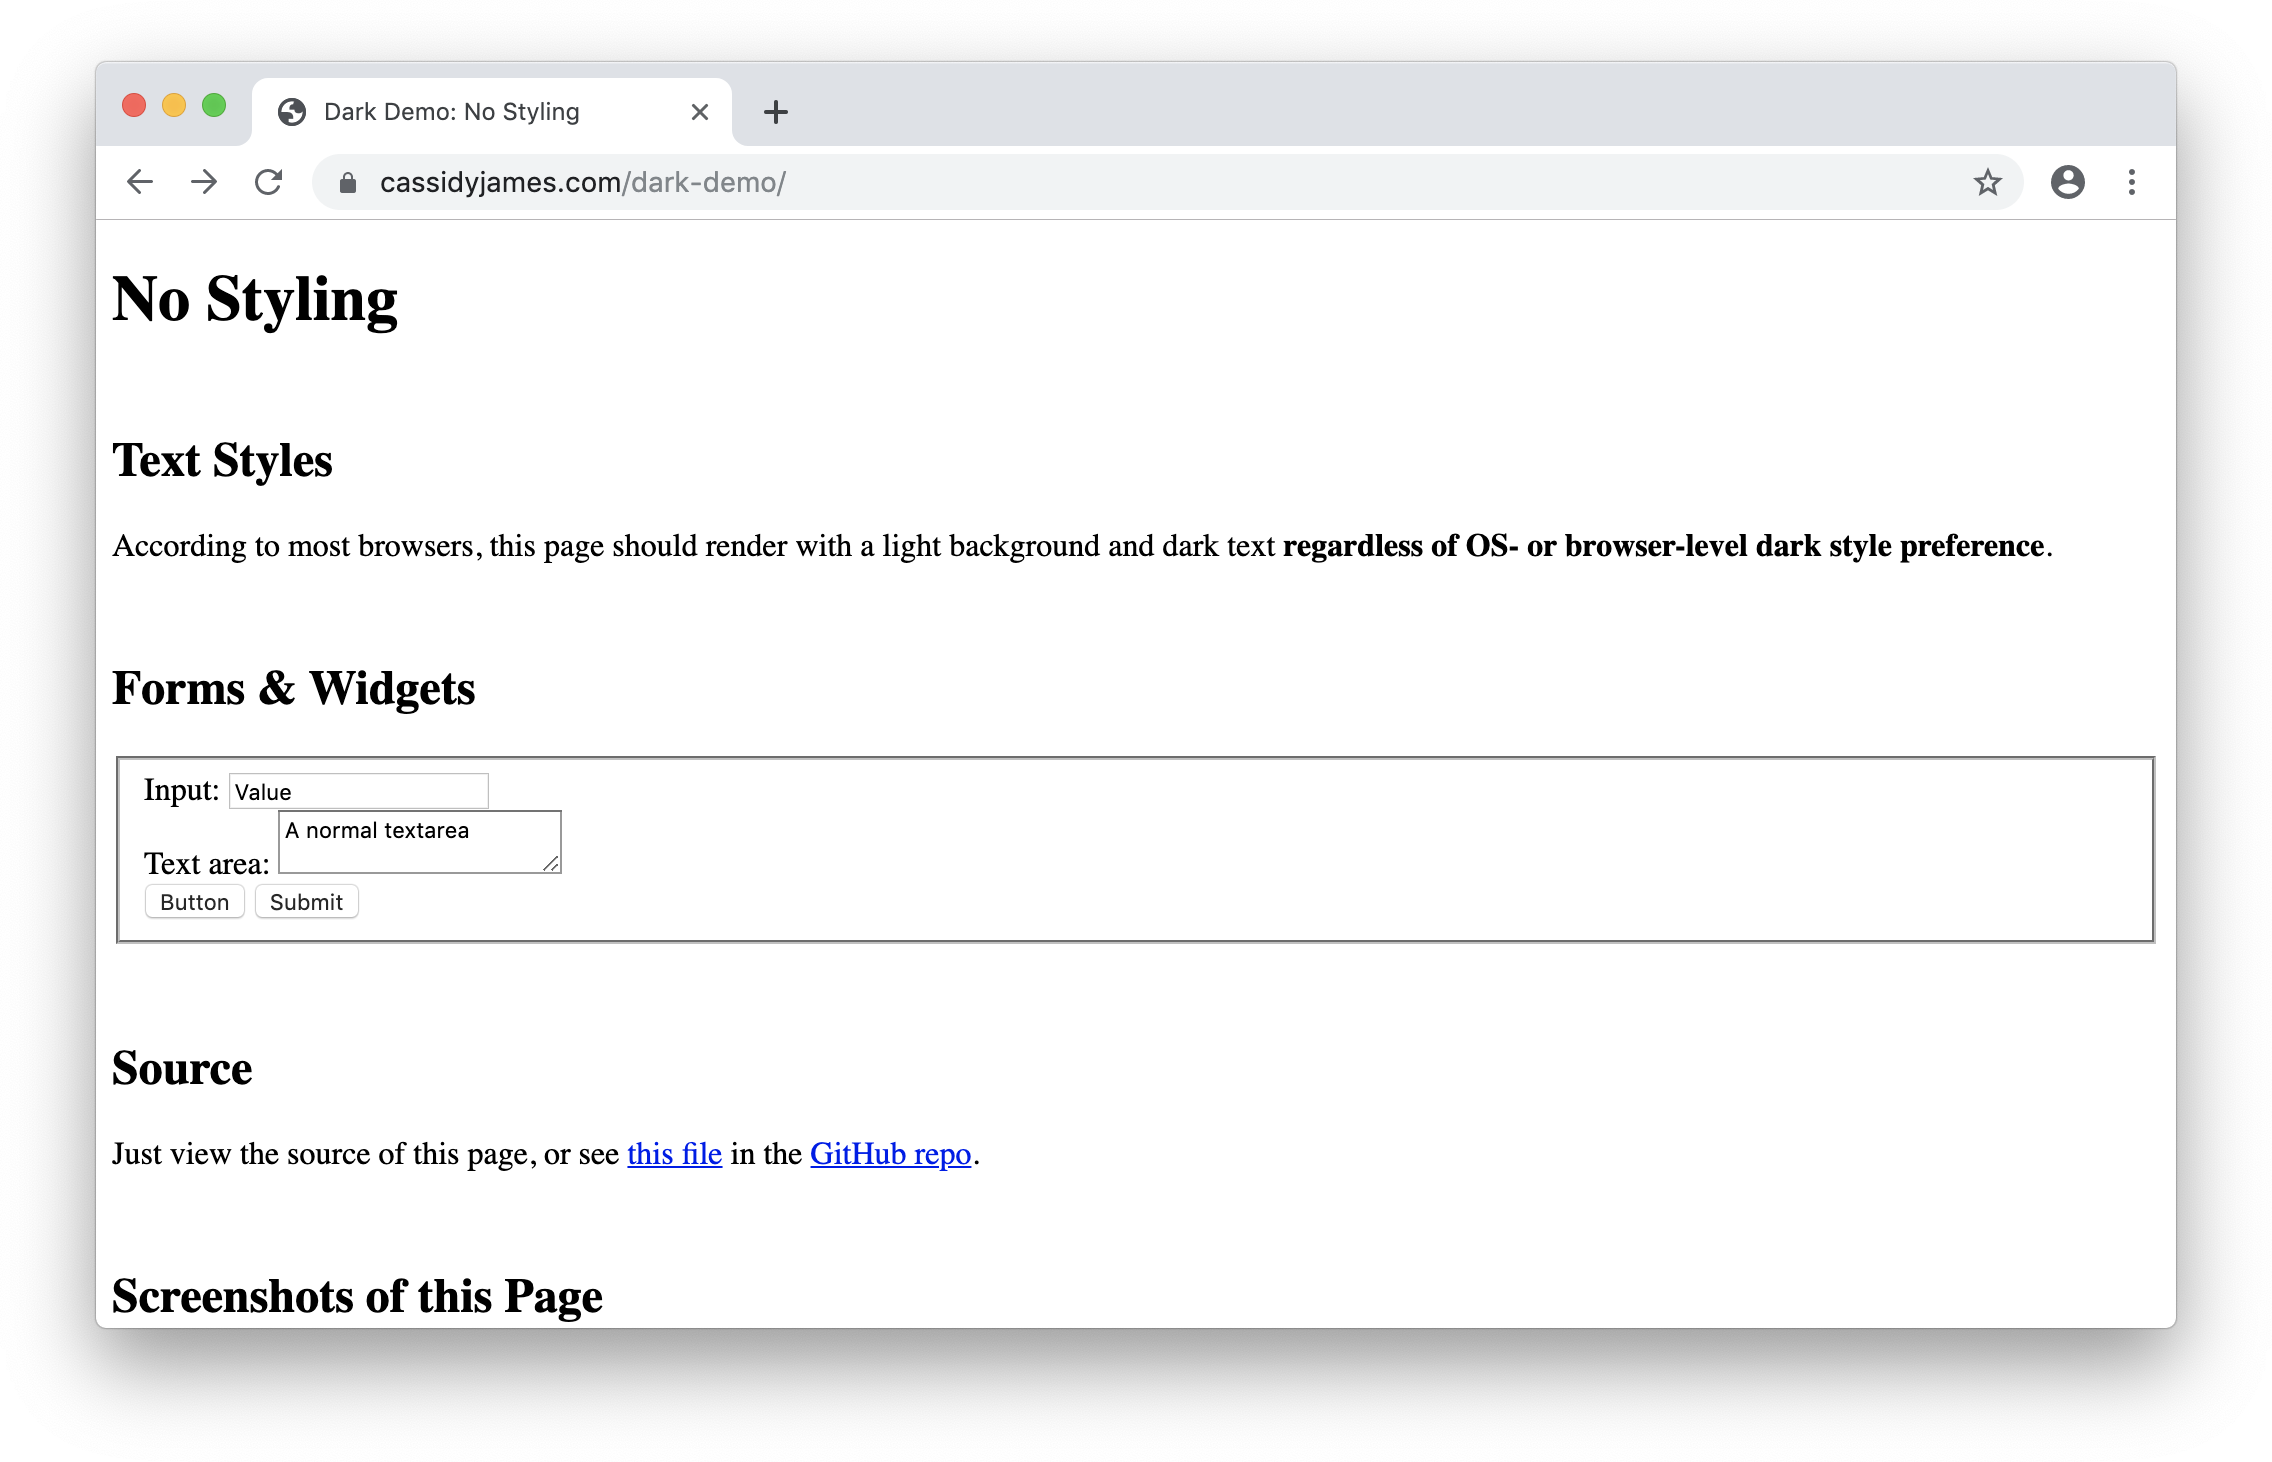 Dark Demo: No Styling
cassidyjames.com/dark-demo/
No Styling
Text Styles
According to most browsers, this page should render with a light background and dark text regardless of OS- or browser-level dark style preference.
Forms & Widgets
Input: Value
Text area: A normal textarea
Button Submit
Source
Just view the source of this page, or see this file in the GitHub repo.
Screenshots of this Page